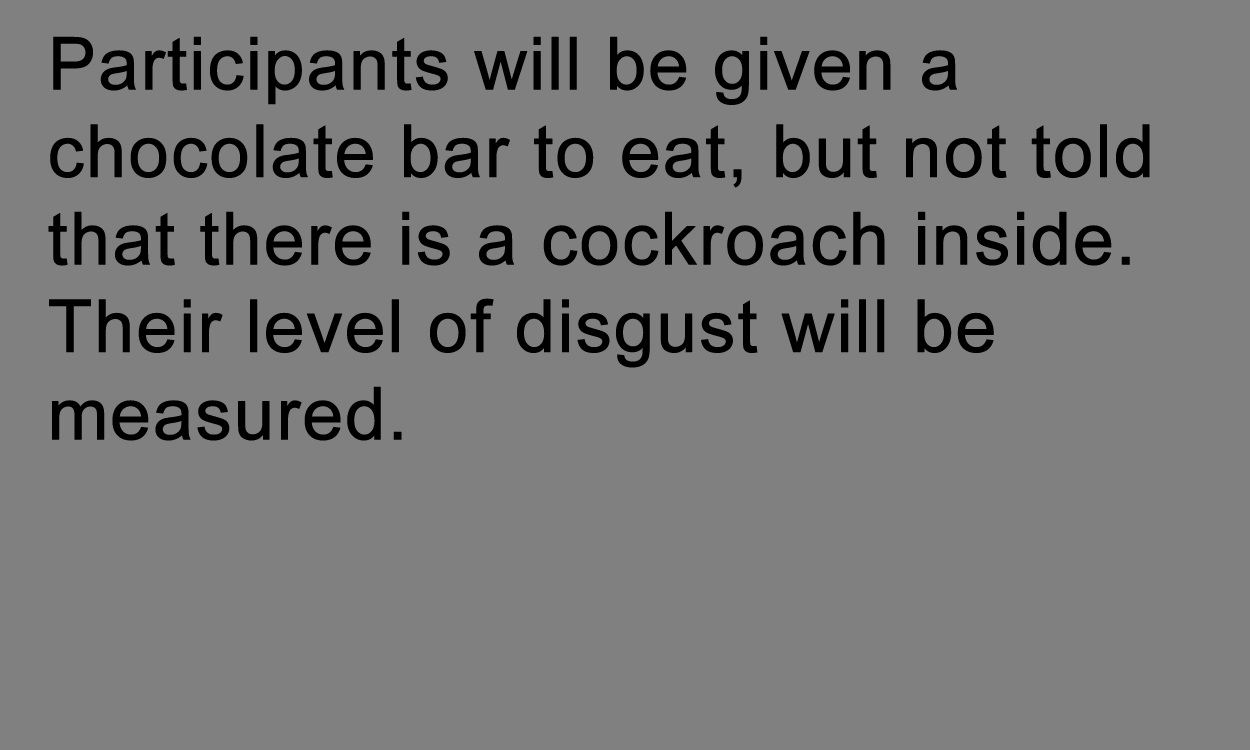 Participants will be given a
chocolate bar to eat, but not told
that there is a cockroach inside.
Their level of disgust will be
measured.